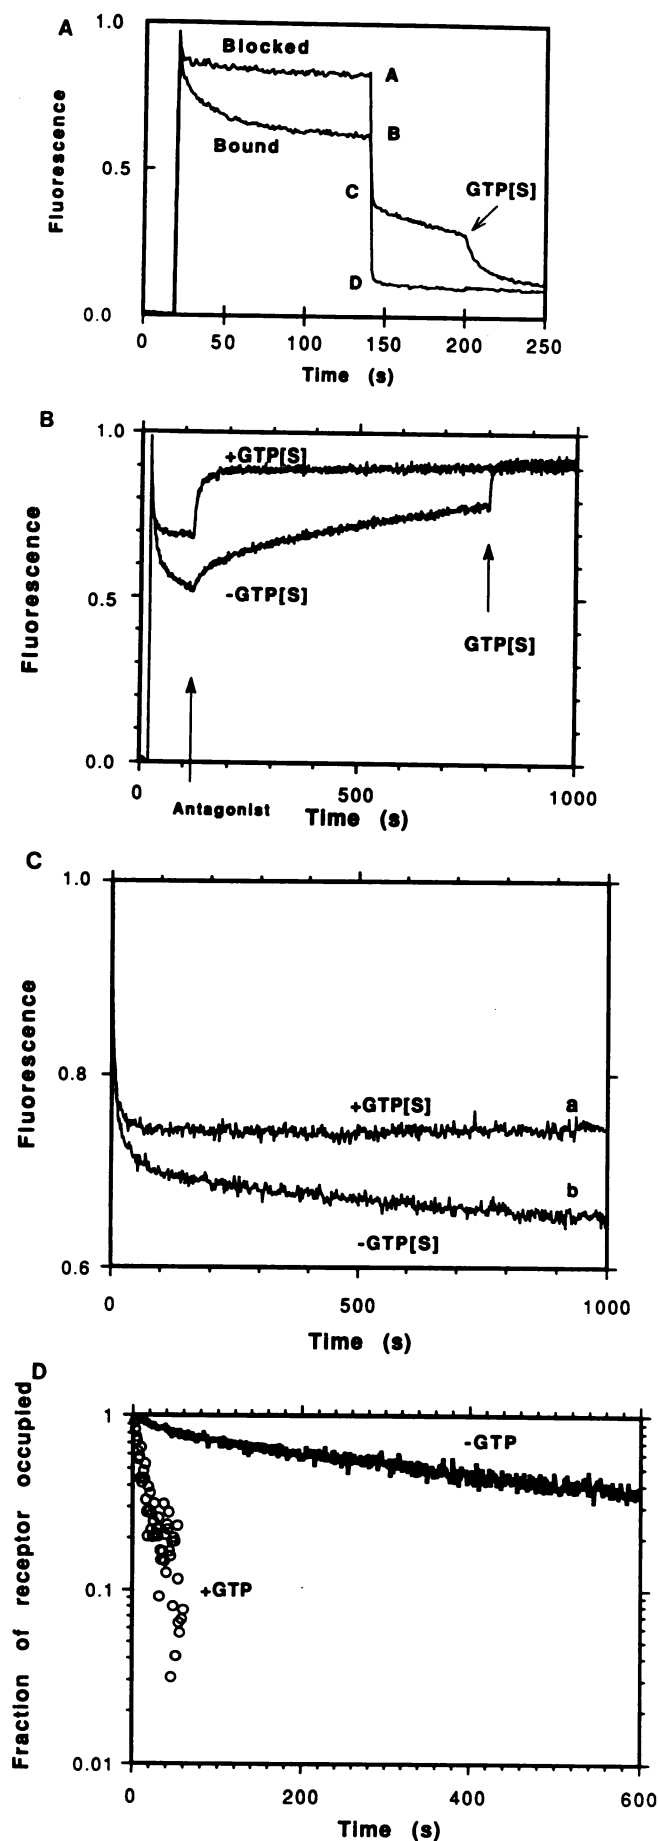 A
1.0
Blocked
A
Fluorescence
B
Bound
0.5
C
GTP[S]
D
0.0
0 50 100 150 200 250
Time (s)
B
1.0
+GTP[S]
Fluorescence
0.5
-GTP[S]
GTP[S]
0.0
0 500 1000
Antagonist
Time (s)
C
1.0
Fluorescence
0.8
+GTP[S]
a
b
-GTP[S]
0.6
0 500 1000
Time (s)
D
1
-GTP
Fraction of receptor occupied
0.1
+GTP
0.01
0 200 400 600
Time (s)